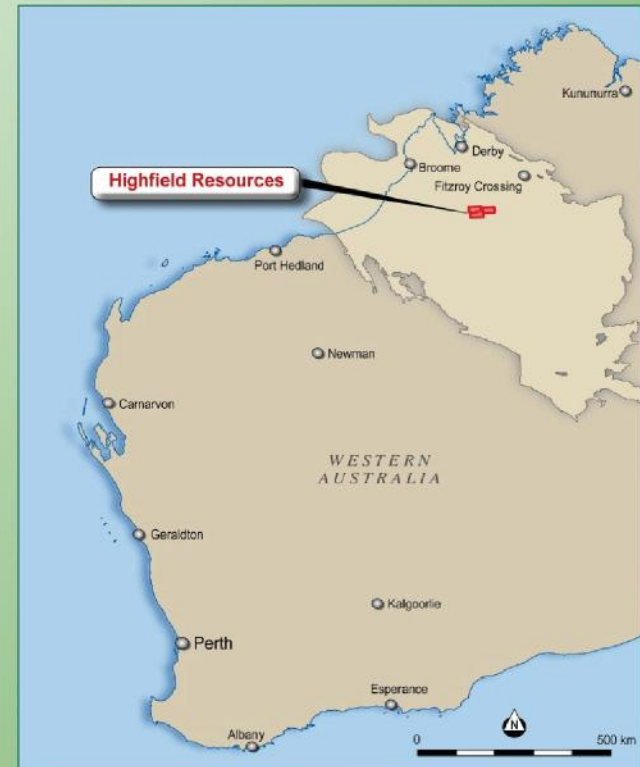 Kununurra
Derby
Broome
Fitzroy Crossing
Highfield Resources
Port Hedland
Newman
Carnarvon
WESTERN
AUSTRALIA
Geraldton
Kalgoorlie
Perth
Esperance
Albany
N
0 500 km